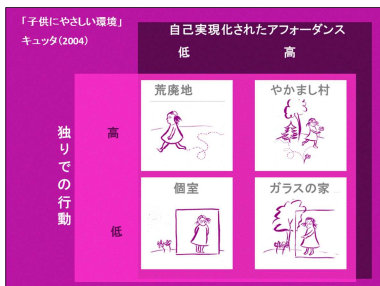 「子供にやさしい環境」
キュッタ(2004)
自己実現化されたアフォーダンス
低
高
独りでの行動
高
荒廃地
やかまし村
低
個室
ガラスの家